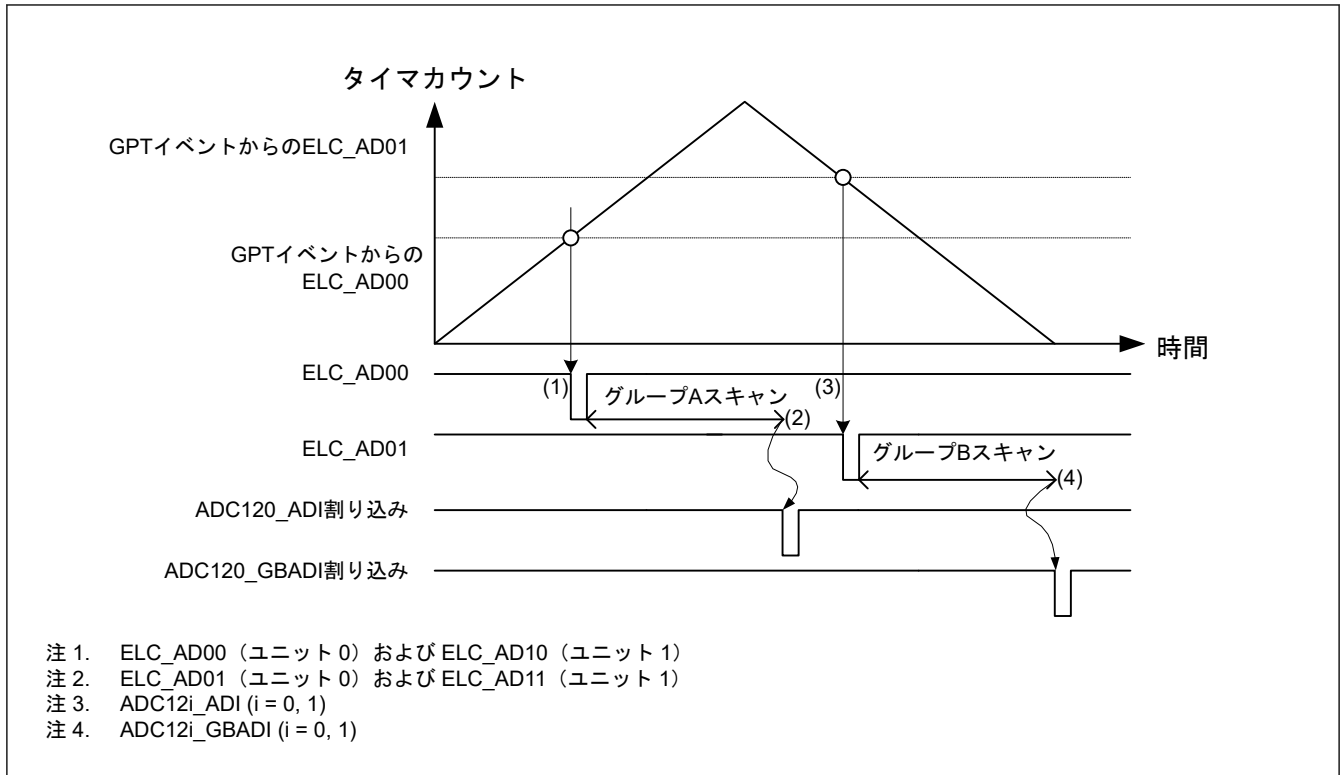 タイマカウント
GPTイベントからのELC_AD01
GPTイベントからの
ELC_AD00
時間
ELC_AD00
(1)
グループAスキャン
(2)
(3)
ELC_AD01
グループBスキャン
(4)
ADC120_ADI割り込み
ADC120_GBADI割り込み
注 1. ELC_AD00（ユニット 0）および ELC_AD10（ユニット 1）
注 2. ELC_AD01（ユニット 0）および ELC_AD11（ユニット 1）
注 3. ADC12i_ADI (i = 0, 1)
注 4. ADC12i_GBADI (i = 0, 1)